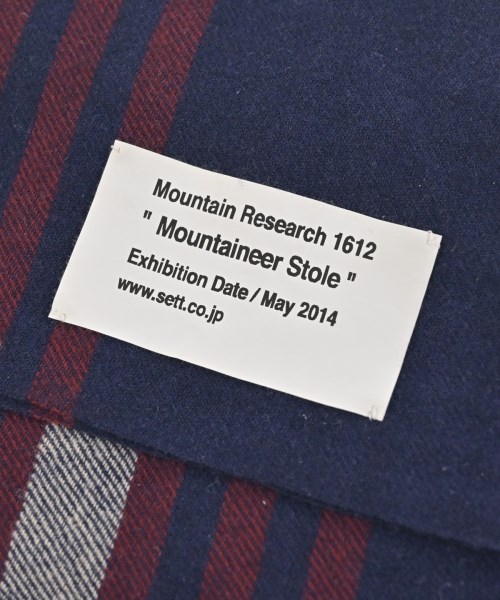 Mountain Research 1612
" Mountaineer Stole "
Exhibition Date / May 2014
www.sett.co.jp